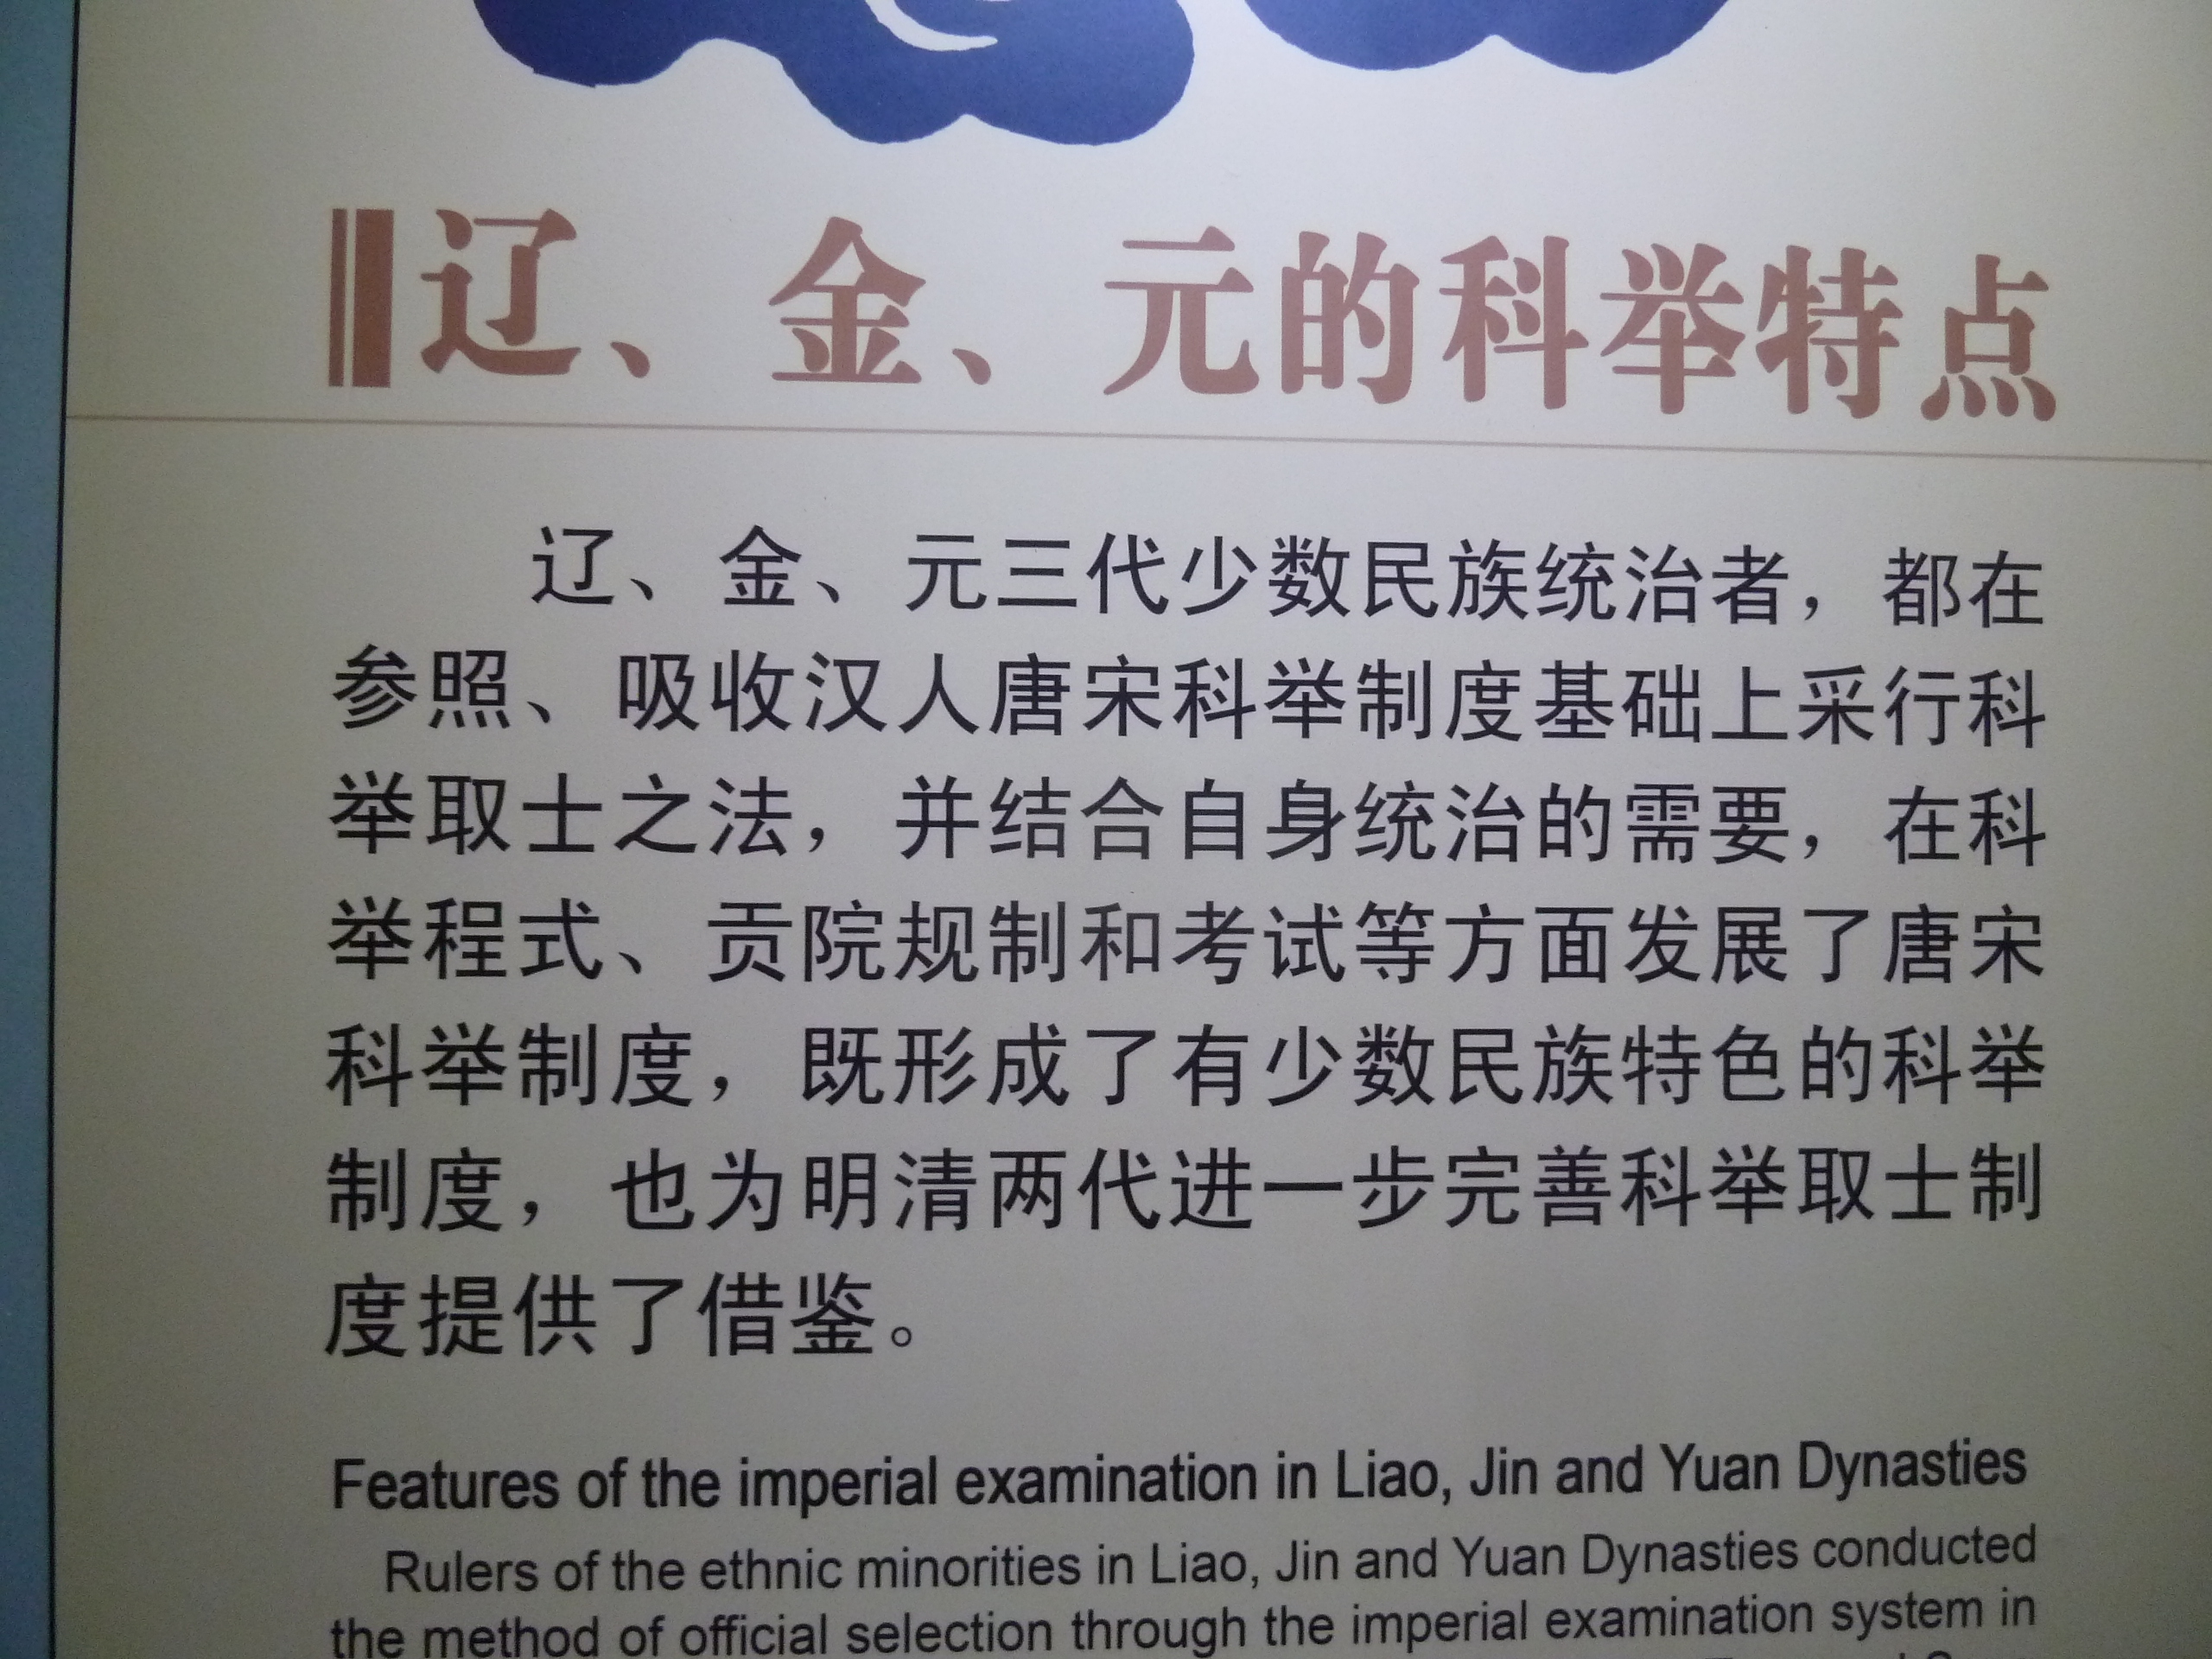 辽、金、元的科举特点
辽、金、元三代少数民族统治者，都在
参照、吸收汉人唐宋科举制度基础上采行科
举取士之法，并结合自身统治的需要，在科
举程式、贡院规制和考试等方面发展了唐宋
科举制度，既形成了有少数民族特色的科举
制度，也为明清两代进一步完善科举取士制
度提供了借鉴。
Features of the imperial examination in Liao, Jin and Yuan Dynasties
Rulers of the ethnic minorities in Liao, Jin and Yuan Dynasties conducted
the method of official selection through the imperial examination system in